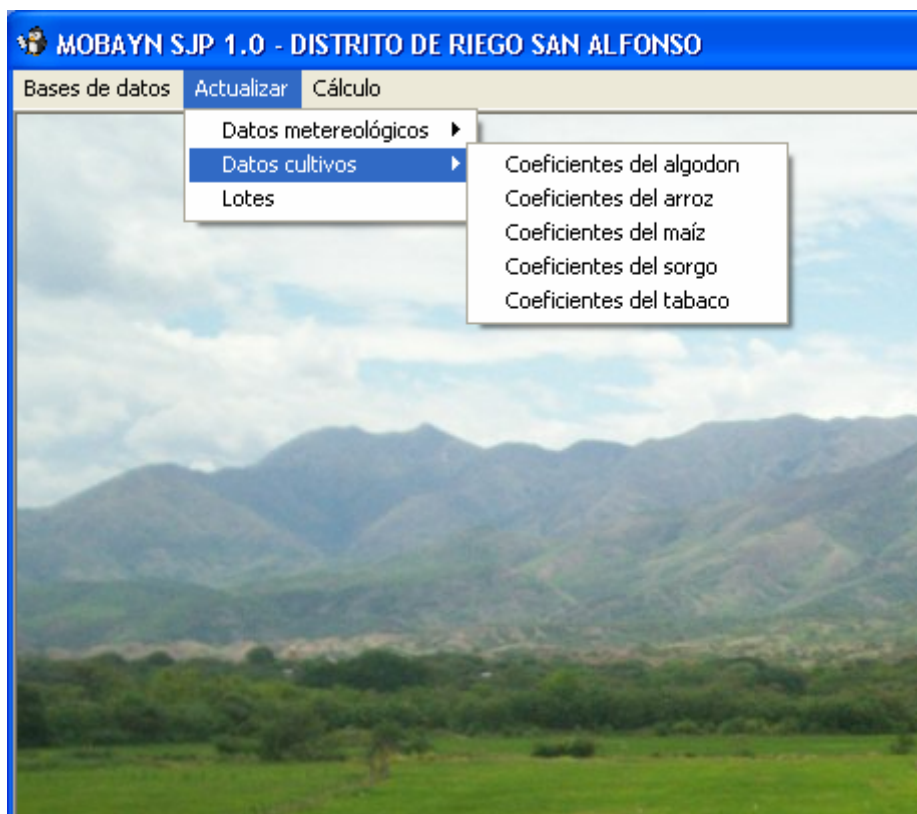 MOBAYN SJP 1.0 - DISTRITO DE RIEGO SAN ALFONSO
Bases de datos Actualizar Cálculo
Datos metereológicos
Datos cultivos
Lotes
Coeficientes del algodon
Coeficientes del arroz
Coeficientes del maíz
Coeficientes del sorgo
Coeficientes del tabaco